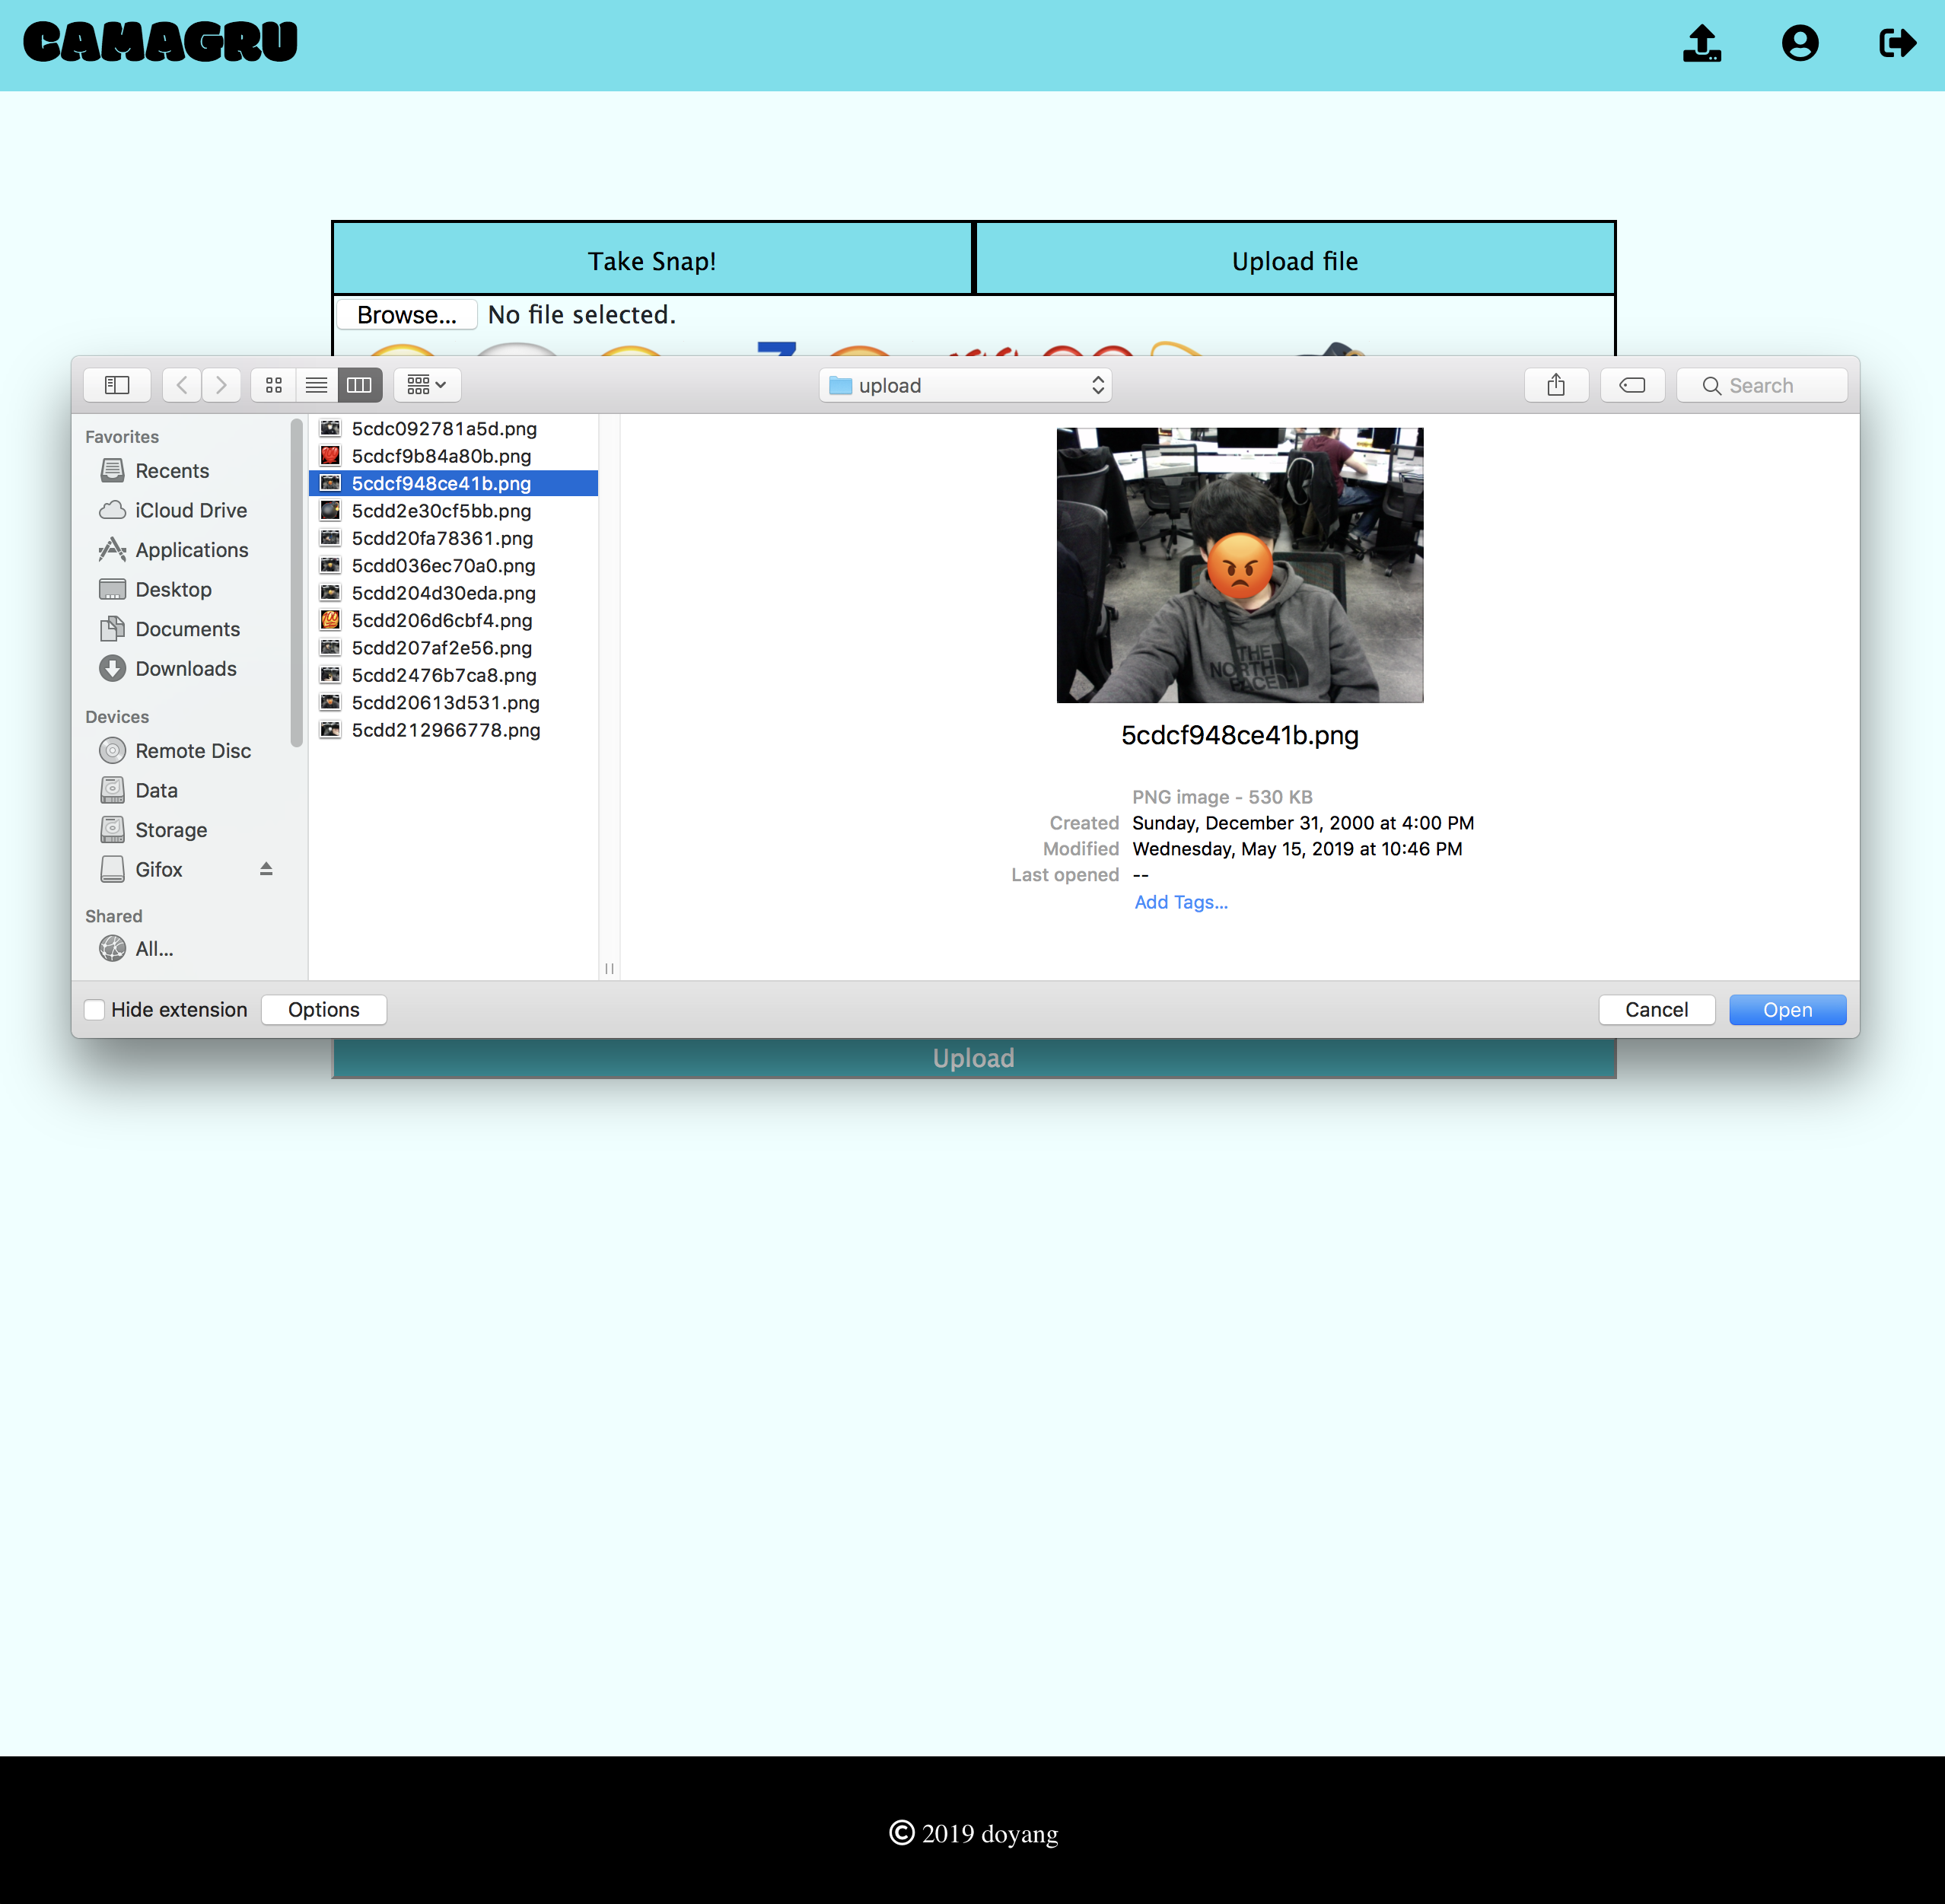 CAMAGRU
Take Snap!
Upload file
Browse... No file selected.
upload
Search
Favorites
Recents
iCloud Drive
Applications
Desktop
Documents
Downloads
Devices
Remote Disc
Data
Storage
Gifox
Shared
All...
5cdc092781a5d.png
5cdcf9b84a80b.png
5cdcf948ce41b.png
5cdd2e30cf5bb.png
5cdd20fa78361.png
5cdd036ec70a0.png
5cdd204d30eda.png
5cdd206d6cbf4.png
5cdd207af2e56.png
5cdd2476b7ca8.png
5cdd20613d531.png
5cdd212966778.png
THE
NORTH
FACE
5cdcf948ce41b.png
PNG image - 530 KB
Created Sunday, December 31, 2000 at 4:00 PM
Modified Wednesday, May 15, 2019 at 10:46 PM
Last opened --
Add Tags...
Hide extension
Options
Cancel
Open
Upload
© 2019 doyang